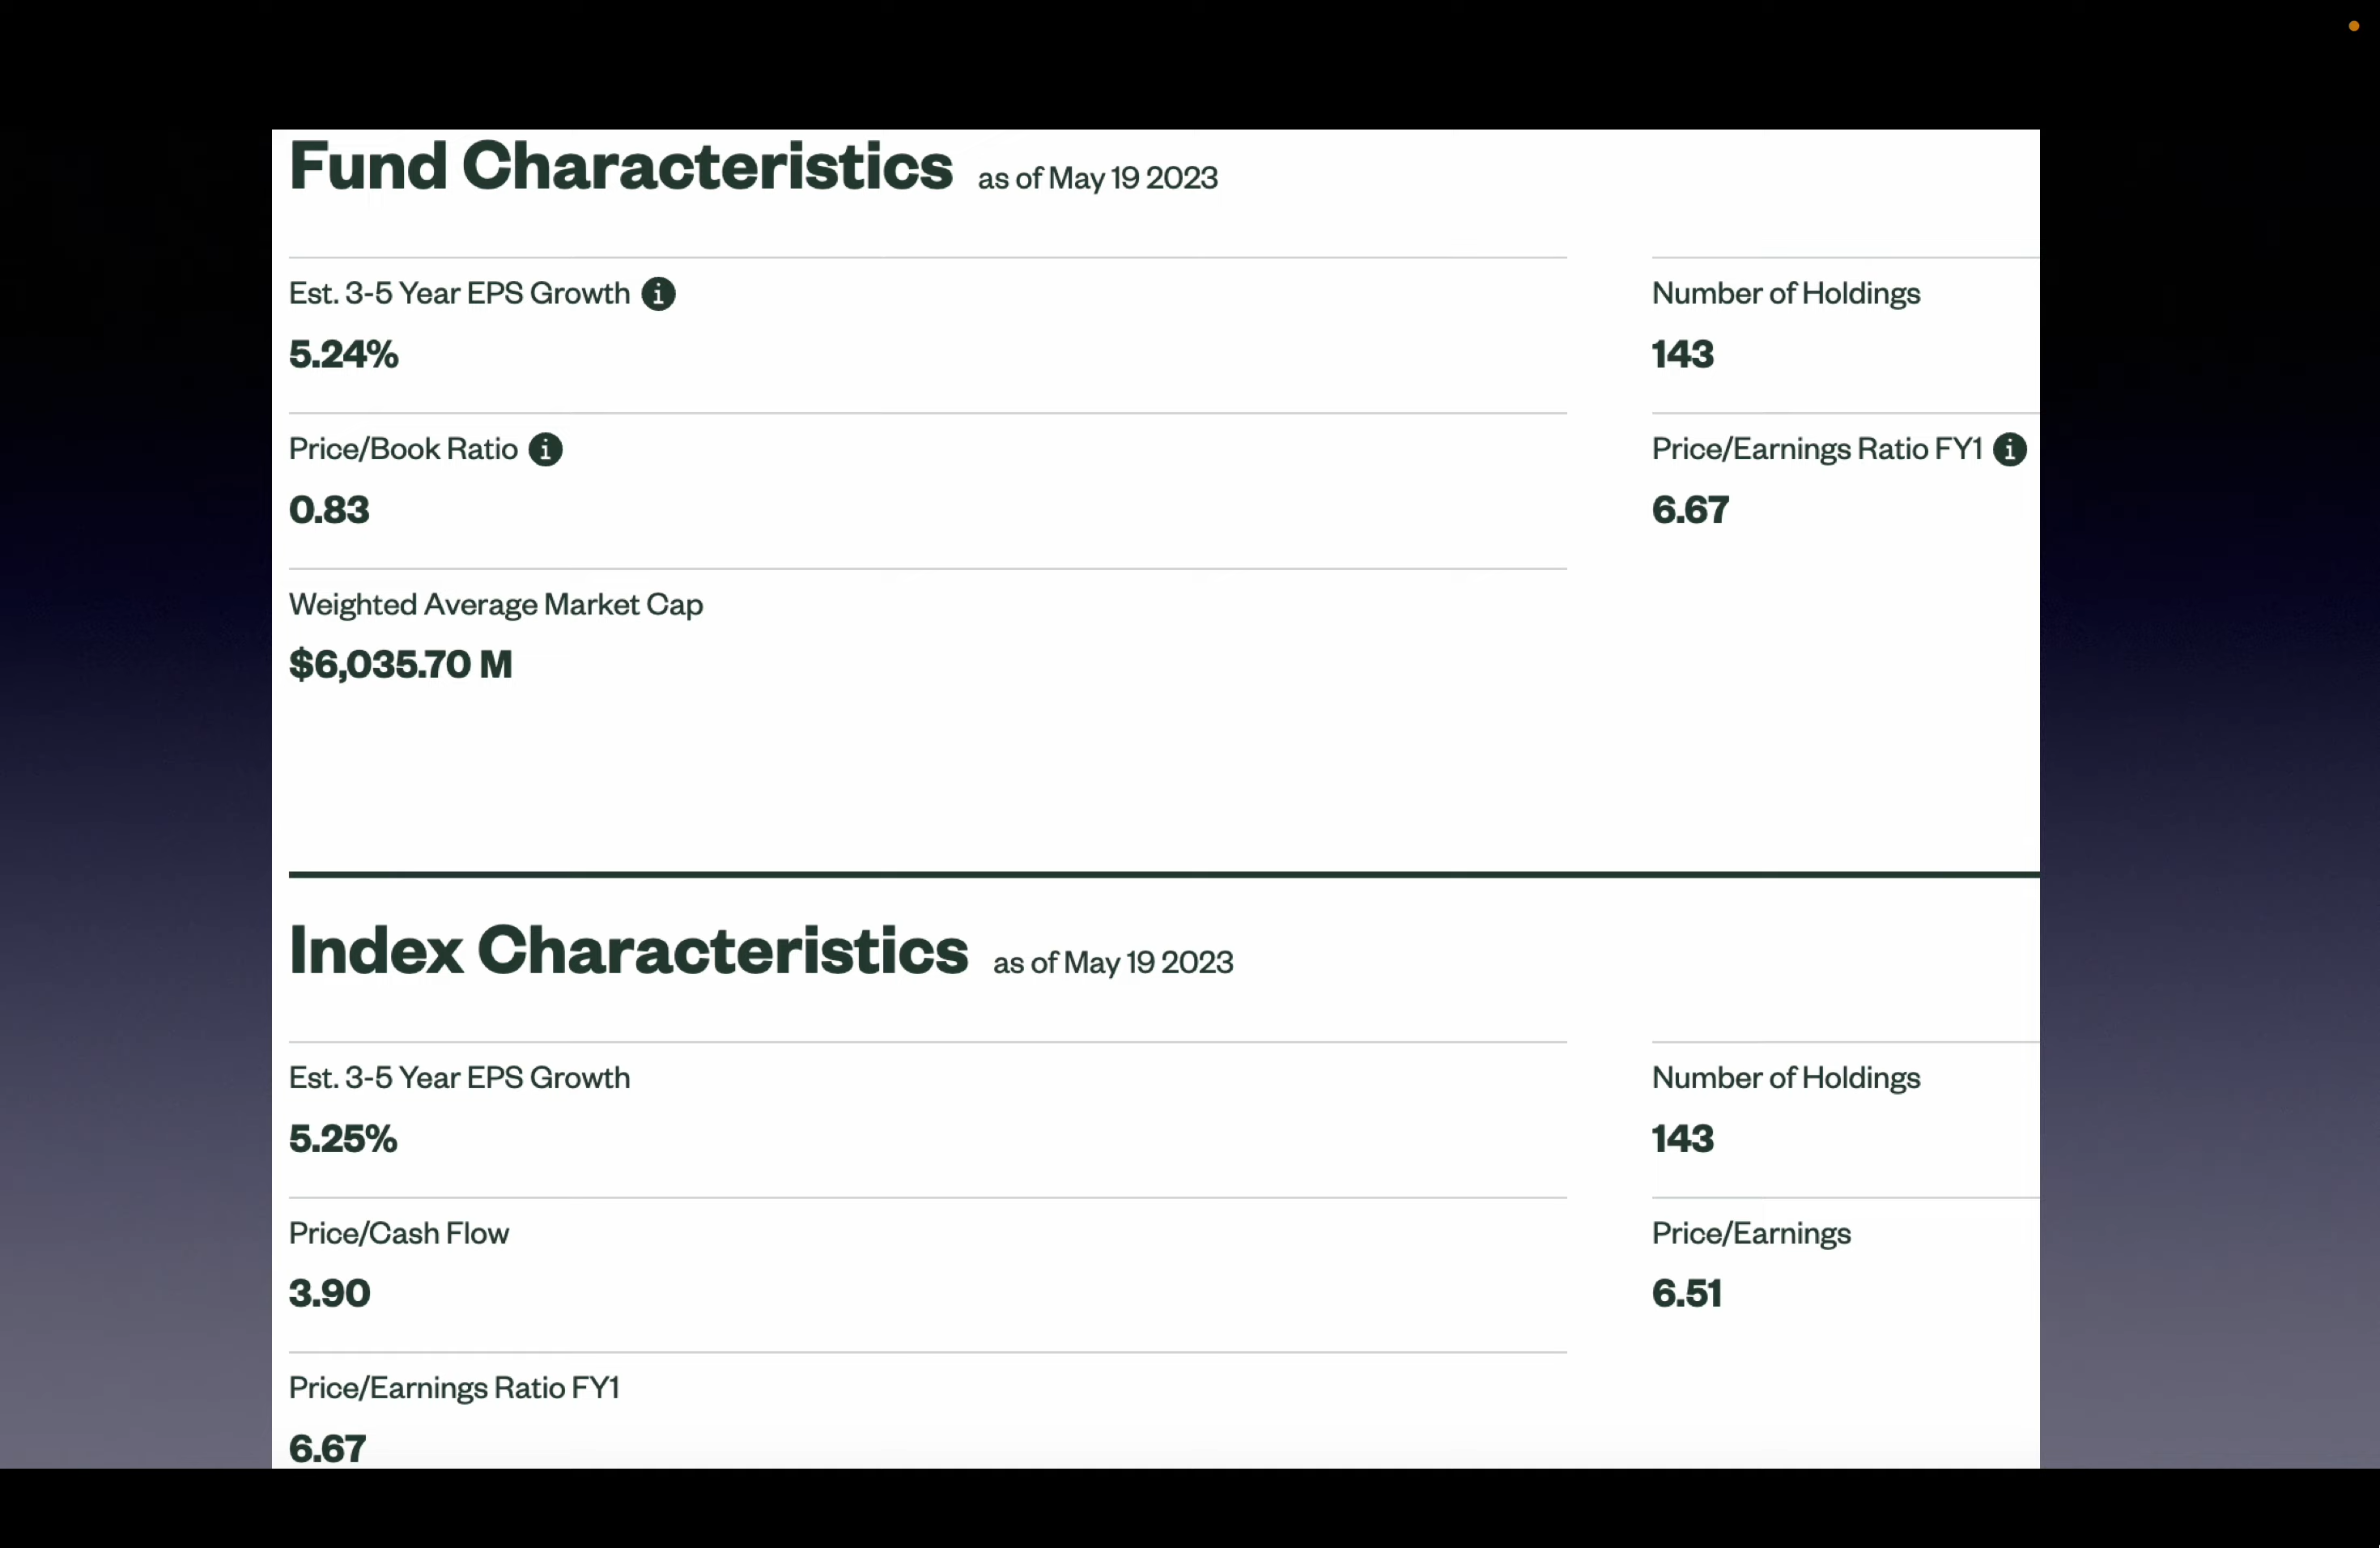 Fund Characteristics as of May 19 2023
Est. 3-5 Year EPS Growth
5.24%
Number of Holdings
143
Price/Book Ratio
0.83
Price/Earnings Ratio FY1
6.67
Weighted Average Market Cap
$6,035.70 M
Index Characteristics as of May 19 2023
Est. 3-5 Year EPS Growth
5.25%
Number of Holdings
143
Price/Cash Flow
3.90
Price/Earnings
6.51
Price/Earnings Ratio FY1
6.67